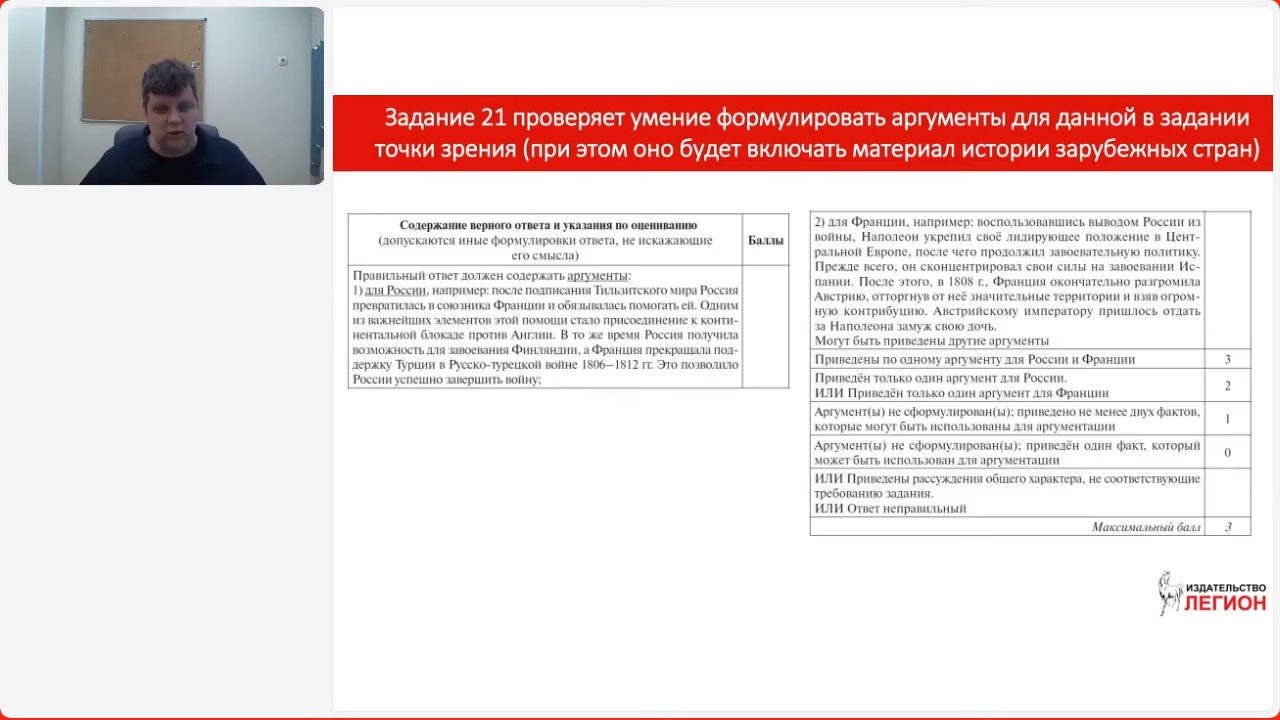 Задание 21 проверяет умение формулировать аргументы для данной в задании
точки зрения (при этом оно будет включать материал истории зарубежных стран)
Содержание верного ответа и указания по оцениванию
(допускаются иные формулировки ответа, не искажающие
его смысла)
Баллы
Правильный ответ должен содержать аргументы:
1) для России, например: после подписания Тильзитского мира Россия
превратилась в союзника Франции и обязывалась помогать ей. Одним
из важнейших элементов этой помощи стало присоединение к конти-
нентальной блокаде против Англии. В то же время Россия получила
возможность для завоевания Финляндии, а Франция прекращала под-
держку Турции в Русско-турецкой войне 1806–1812 гг. Это позволило
России успешно завершить войну;
2) для Франции, например: воспользовавшись выводом России из
войны, Наполеон укрепил своё лидирующее положение в Цент-
ральной Европе, после чего продолжил завоевательную политику.
Прежде всего, он сконцентрировал свои силы на завоевании Ис-
пании. После этого, в 1808 г., Франция окончательно разгромила
Австрию, отторгнув от неё значительные территории и взяв огром-
ную контрибуцию. Австрийскому императору пришлось отдать
за Наполеона замуж свою дочь.
Могут быть приведены другие аргументы
Приведены по одному аргументу для России и Франции 3
Приведён только один аргумент для России.
ИЛИ Приведён только один аргумент для Франции
2
Аргумент(ы) не сформулирован(ы); приведено не менее двух фактов,
которые могут быть использованы для аргументации
1
Аргумент(ы) не сформулирован(ы); приведён один факт, который
может быть использован для аргументации
0
ИЛИ Приведены рассуждения общего характера, не соответствующие
требованию задания.
ИЛИ Ответ неправильный
Максимальный балл 3
ИЗДАТЕЛЬСТВО
ЛЕГИОН